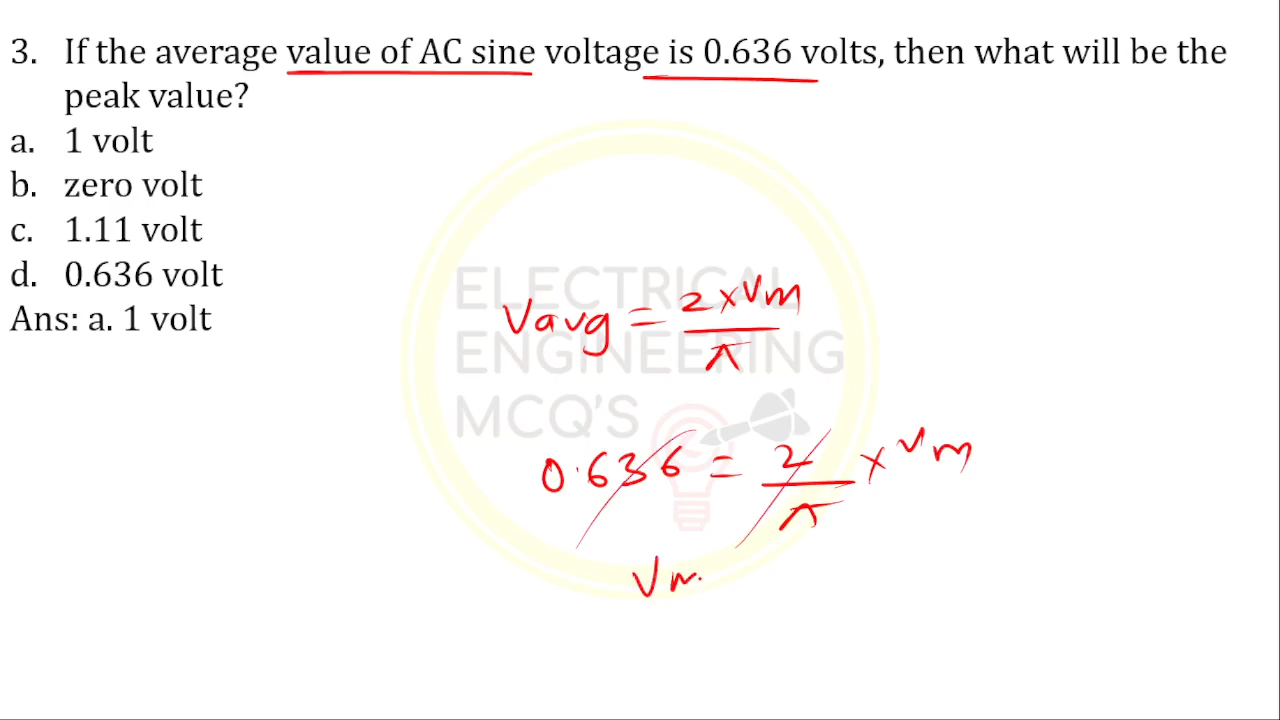 3. If the average value of AC sine voltage is 0.636 volts, then what will be the
peak value?
a. 1 volt
b. zero volt
c. 1.11 volt
d. 0.636 volt
Ans: a. 1 volt
ELECTRICAL
ENGINEERING
MCQ'S
Vavg = 2 x Vm / π
0.636 = 2 / π x Vm
Vm